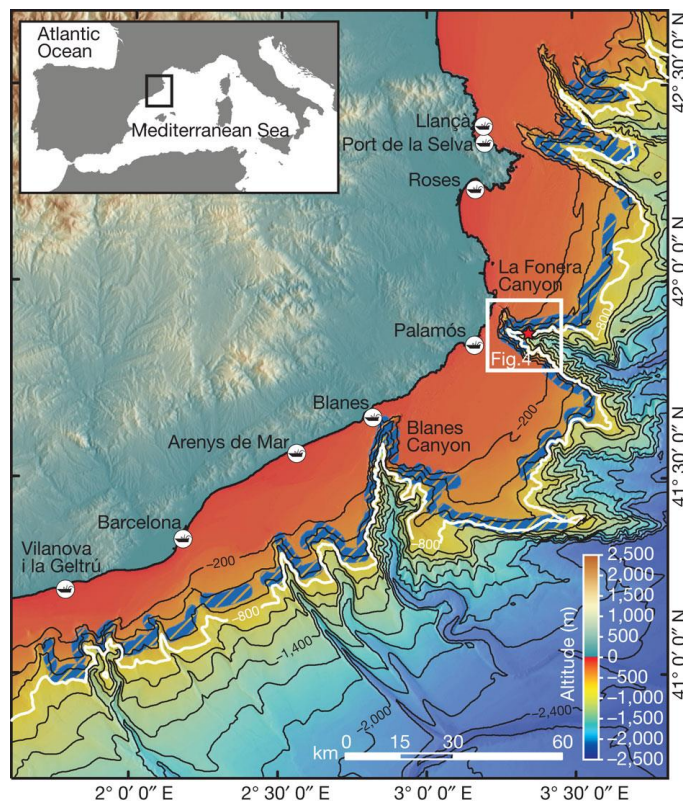 Atlantic
Ocean
Mediterranean Sea
Llança
Port de la Selva
Roses
La Fonera
Canyon
–800
Palamós
Fig.4
–200
Blanes
Blanes
Canyon
Arenys de Mar
Barcelona
–200
–800
Vilanova
i la Geltrú
–800
–1,400
–2,000
–2,400
Altitude (m)
2,500
2,000
1,500
1,000
500
0
–500
–1,000
–1,500
–2,000
–2,500
km
0 15 30 60
42° 30' 0" N
42° 0' 0" N
41° 30' 0" N
41° 0' 0" N
2° 0' 0" E
2° 30' 0" E
3° 0' 0" E
3° 30' 0" E